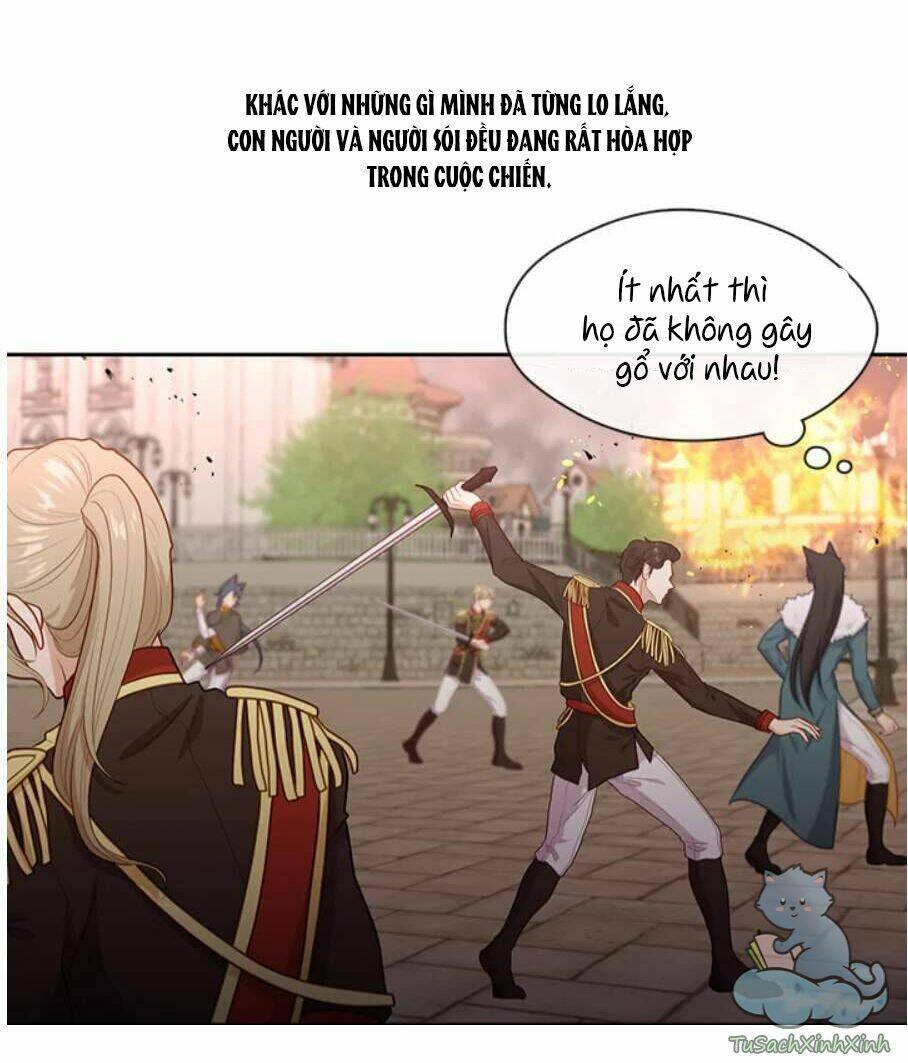 KHÁC VỚI NHỮNG GÌ MÌNH ĐÃ TỪNG LO LẮNG,
CON NGƯỜI VÀ NGƯỜI SÓI ĐỀU ĐANG RẤT HÒA HỢP
TRONG CUỘC CHIẾN.
Ít nhất thì
họ đã không gây
gổ với nhau!
TuSachXinhXinh